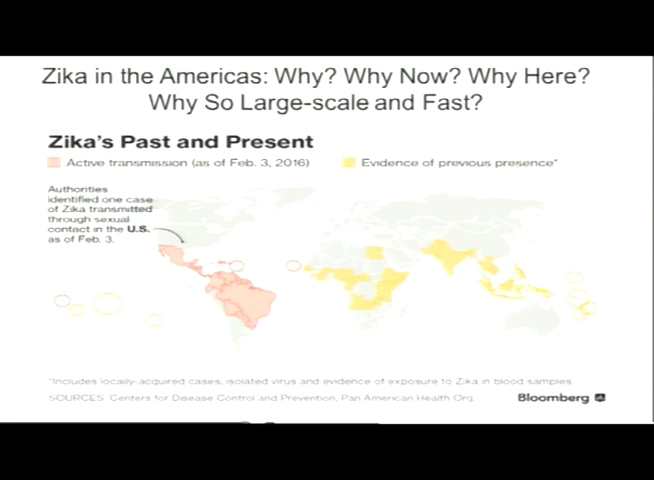 Zika in the Americas: Why? Why Now? Why Here?
Why So Large-scale and Fast?
Zika's Past and Present
Active transmission (as of Feb. 3, 2016)
Evidence of previous presence*
Authorities
identified one case
of Zika transmitted
through sexual
contact in the U.S.
as of Feb. 3.
*Includes locally-acquired cases, isolated virus and evidence of exposure to Zika in blood samples
SOURCES: Centers for Disease Control and Prevention, Pan American Health Org.
Bloomberg